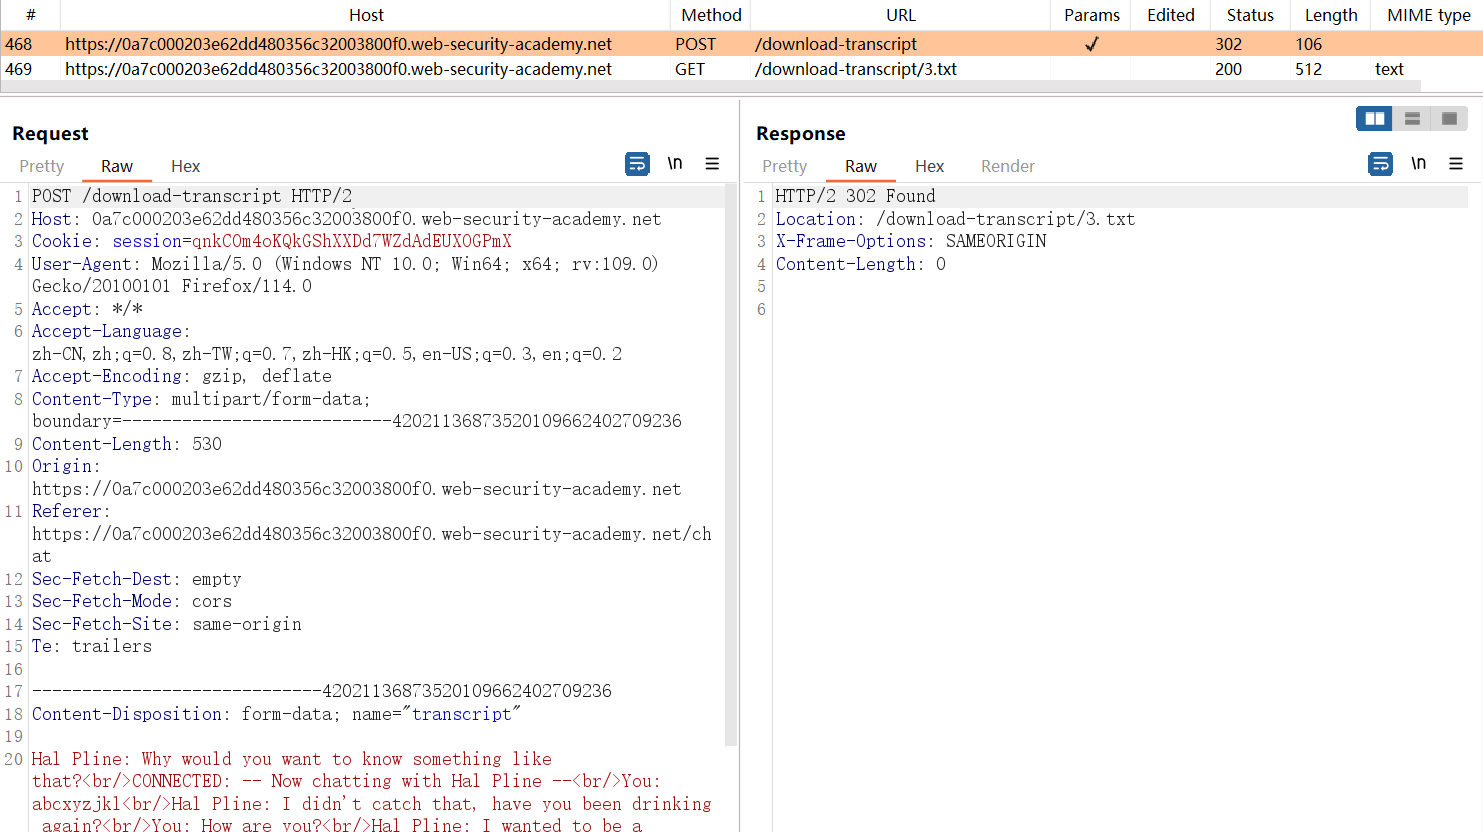 # Host Method URL Params Edited Status Length MIME type
468 https://0a7c000203e62dd480356c32003800f0.web-security-academy.net POST /download-transcript ✓ 302 106
469 https://0a7c000203e62dd480356c32003800f0.web-security-academy.net GET /download-transcript/3.txt 200 512 text
Request
Pretty Raw Hex \n
1 POST /download-transcript HTTP/2
2 Host: 0a7c000203e62dd480356c32003800f0.web-security-academy.net
3 Cookie: session=qnkCOm4oKQkGShXXDd7WZdAdEUXOGPmX
4 User-Agent: Mozilla/5.0 (Windows NT 10.0; Win64; x64; rv:109.0)
Gecko/20100101 Firefox/114.0
5 Accept: */*
6 Accept-Language:
zh-CN,zh;q=0.8,zh-TW;q=0.7,zh-HK;q=0.5,en-US;q=0.3,en;q=0.2
7 Accept-Encoding: gzip, deflate
8 Content-Type: multipart/form-data;
boundary=---------------------------420211368735201096624027​09236
9 Content-Length: 530
10 Origin:
https://0a7c000203e62dd480356c32003800f0.web-security-academy.net
11 Referer:
https://0a7c000203e62dd480356c32003800f0.web-security-academy.net/ch
at
12 Sec-Fetch-Dest: empty
13 Sec-Fetch-Mode: cors
14 Sec-Fetch-Site: same-origin
15 Te: trailers
16
17 -----------------------------42021136873520109662402709236
18 Content-Disposition: form-data; name="transcript"
19
20 Hal Pline: Why would you want to know something like
that?<br/>CONNECTED: -- Now chatting with Hal Pline --<br/>You:
abcxyzjkl<br/>Hal Pline: I didn't catch that, have you been drinking
again?<br/>You: How are you?<br/>Hal Pline: I wanted to be a
Response
Pretty Raw Hex Render \n
1 HTTP/2 302 Found
2 Location: /download-transcript/3.txt
3 X-Frame-Options: SAMEORIGIN
4 Content-Length: 0
5
6